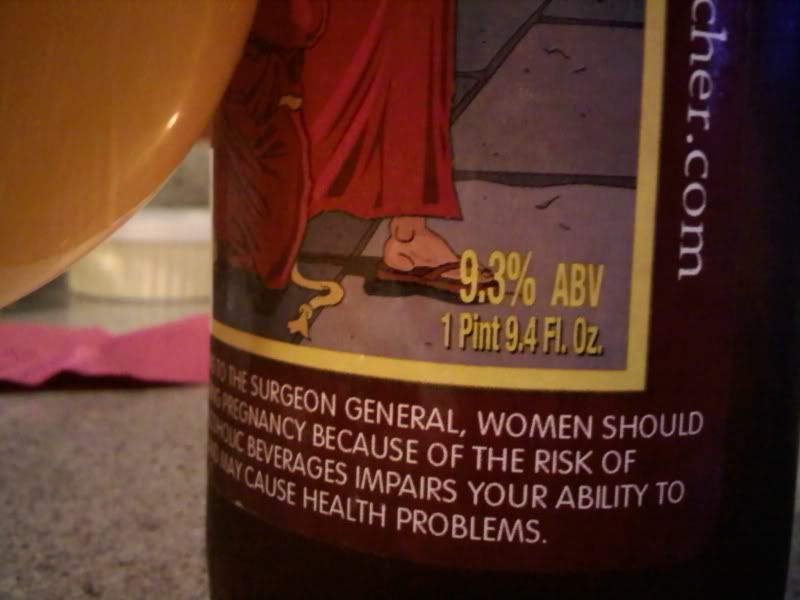 cher.com
9.3% ABV
1 Pint 9.4 Fl. Oz.
TO THE SURGEON GENERAL, WOMEN SHOULD
PREGNANCY BECAUSE OF THE RISK OF
BEVERAGES IMPAIRS YOUR ABILITY TO
MAY CAUSE HEALTH PROBLEMS.